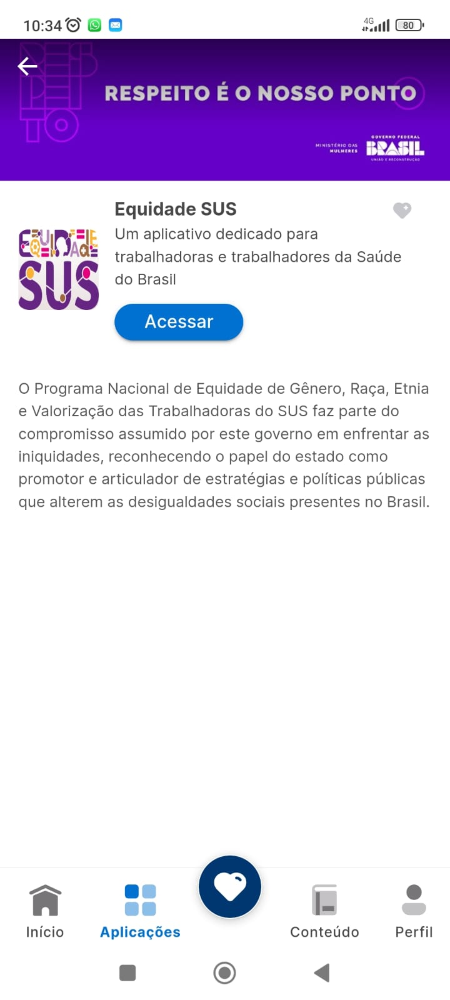 10:34
4G
80
RESPEITO
RESPEITO É O NOSSO PONTO
MINISTÉRIO DAS
MULHERES
GOVERNO FEDERAL
BRASIL
UNIÃO E RECONSTRUÇÃO
Equidade SUS
EQUIDADE
SUS
Um aplicativo dedicado para
trabalhadoras e trabalhadores da Saúde
do Brasil
Acessar
O Programa Nacional de Equidade de Gênero, Raça, Etnia
e Valorização das Trabalhadoras do SUS faz parte do
compromisso assumido por este governo em enfrentar as
iniquidades, reconhecendo o papel do estado como
promotor e articulador de estratégias e políticas públicas
que alterem as desigualdades sociais presentes no Brasil.
Início
Aplicações
Conteúdo
Perfil